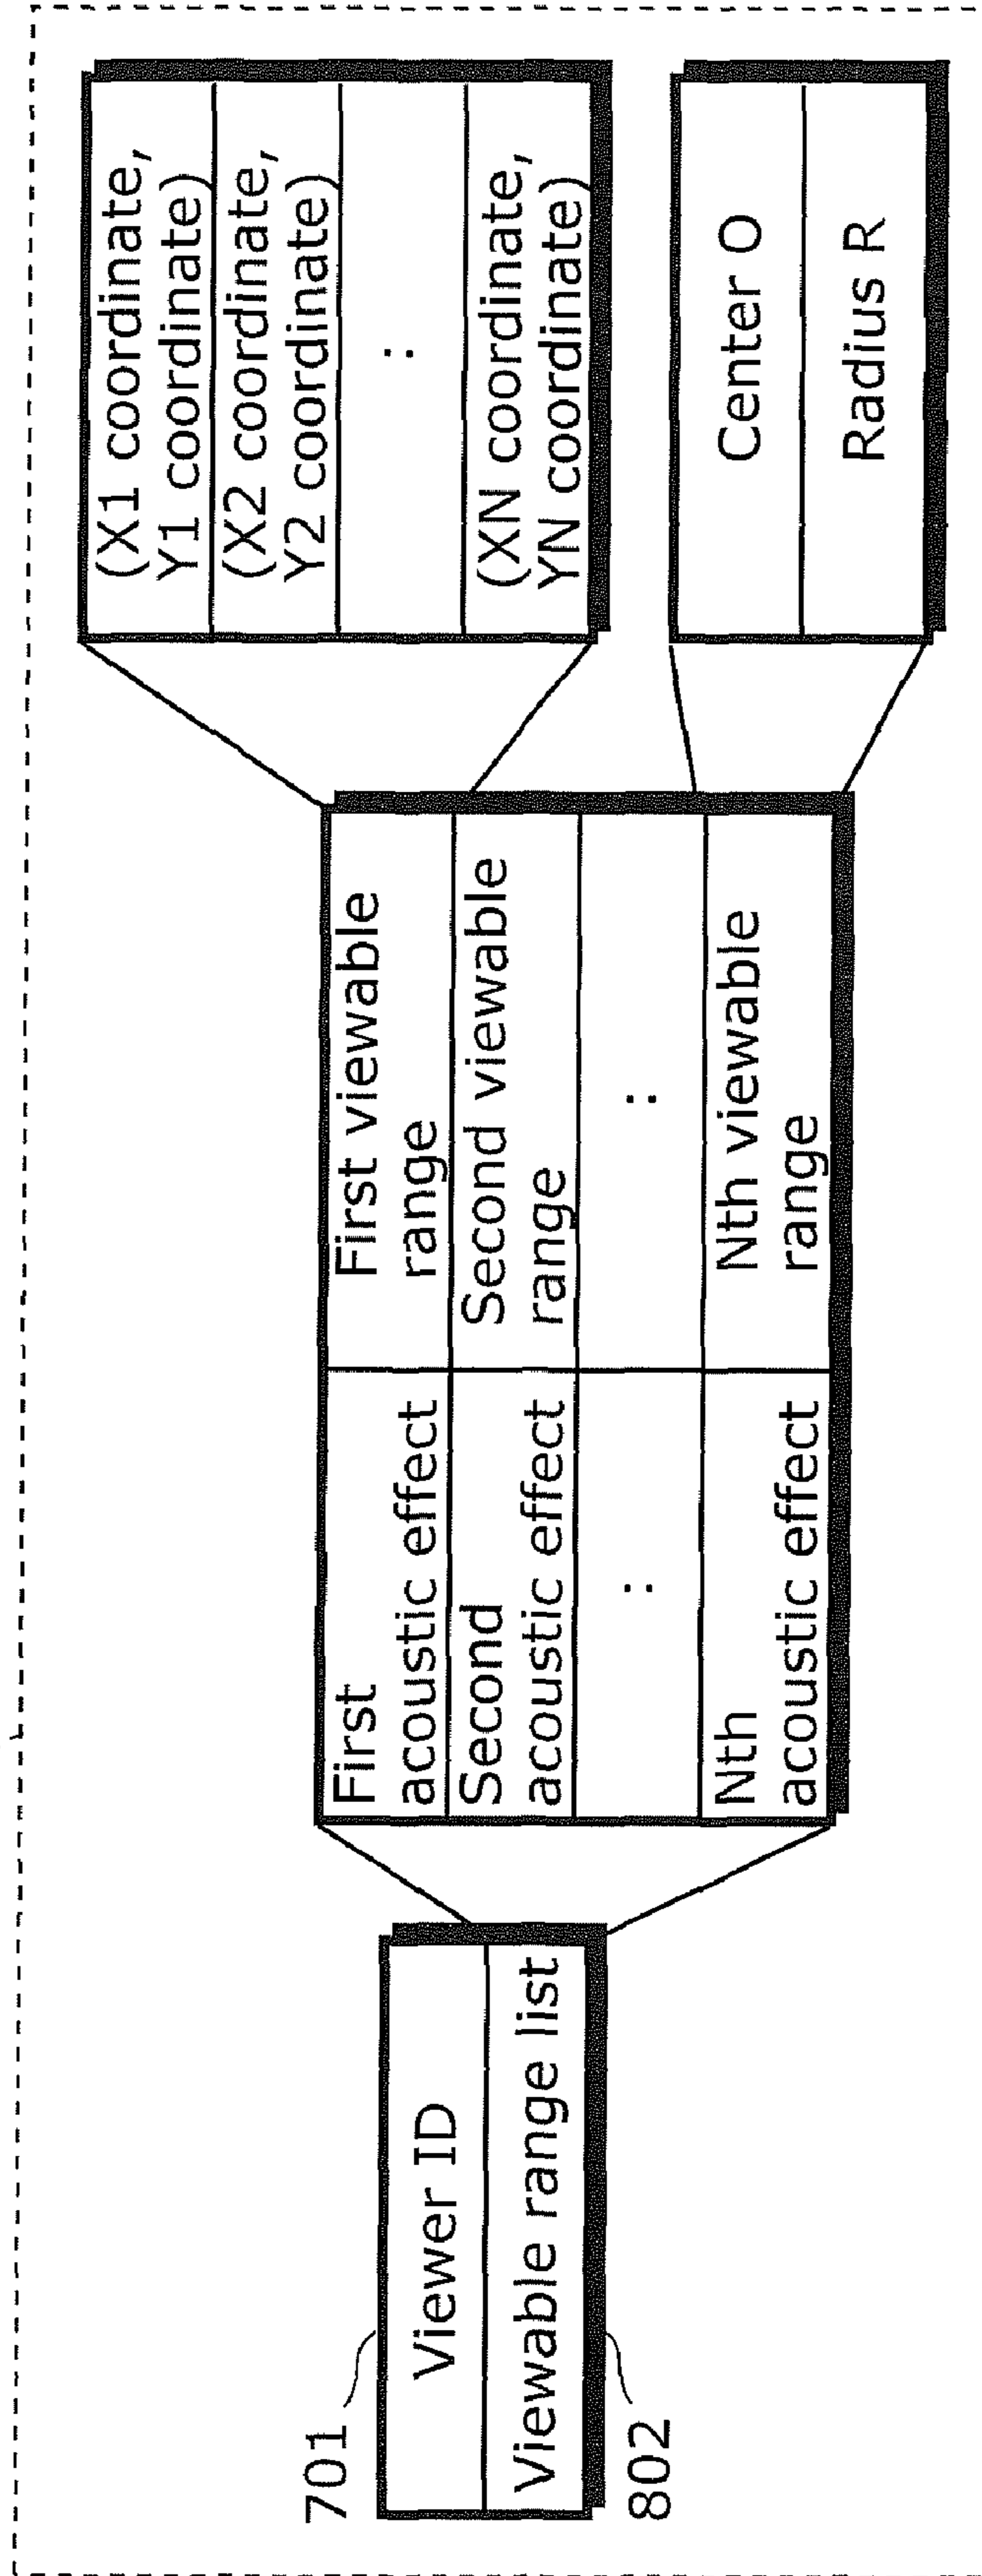 701
Viewer ID
Viewable range list
802
First
acoustic effect
First viewable
range
Second
acoustic effect
Second viewable
range
:
:
Nth
acoustic effect
Nth viewable
range
(X1 coordinate,
Y1 coordinate)
(X2 coordinate,
Y2 coordinate)
:
(XN coordinate,
YN coordinate)
Center O
Radius R